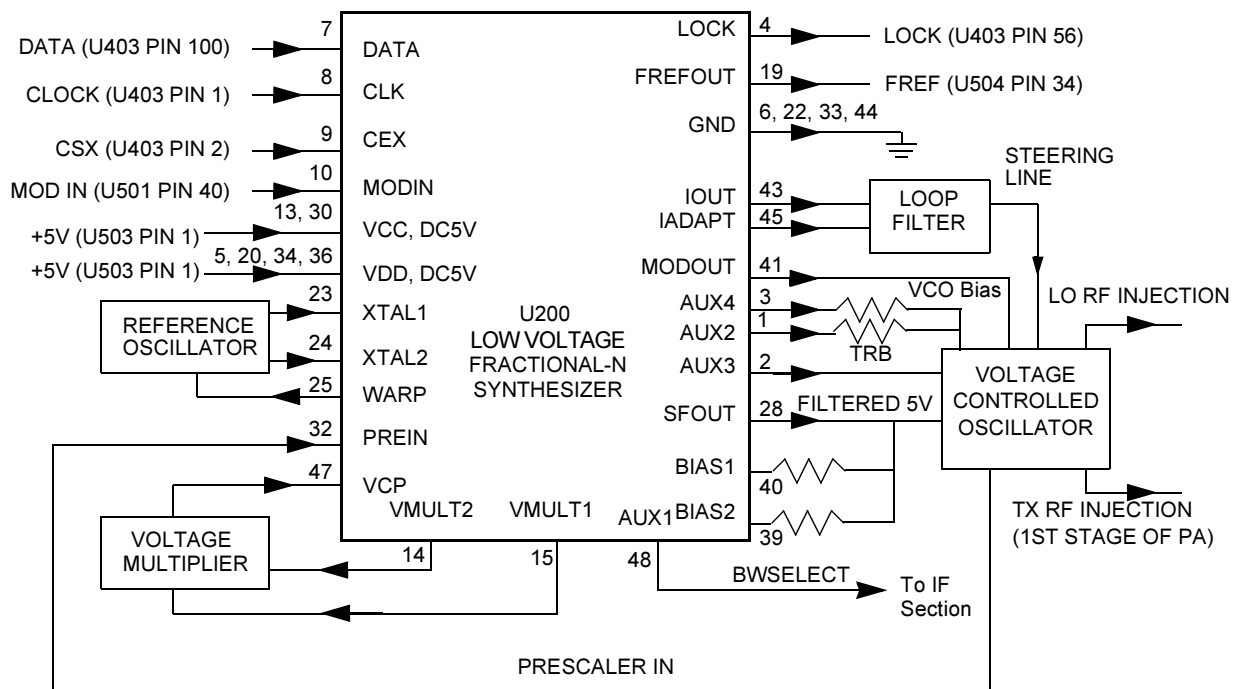 DATA (U403 PIN 100)
7
DATA
CLOCK (U403 PIN 1)
8
CLK
CSX (U403 PIN 2)
9
CEX
MOD IN (U501 PIN 40)
10
MODIN
+5V (U503 PIN 1)
13, 30
VCC, DC5V
+5V (U503 PIN 1)
5, 20, 34, 36
VDD, DC5V
REFERENCE
OSCILLATOR
23
XTAL1
24
XTAL2
25
WARP
32
PREIN
47
VCP
VOLTAGE
MULTIPLIER
VMULT2
14
VMULT1
15
U200
LOW VOLTAGE
FRACTIONAL-N
SYNTHESIZER
LOCK
4
LOCK (U403 PIN 56)
FREFOUT
19
FREF (U504 PIN 34)
GND
6, 22, 33, 44
IOUT
43
IADAPT
45
LOOP
FILTER
STEERING
LINE
MODOUT
41
AUX4
3
VCO Bias
AUX2
1
TRB
AUX3
2
SFOUT
28
FILTERED 5V
BIAS1
40
BIAS2
39
AUX1
48
BWSELECT
To IF
Section
VOLTAGE
CONTROLLED
OSCILLATOR
LO RF INJECTION
TX RF INJECTION
(1ST STAGE OF PA)
PRESCALER IN